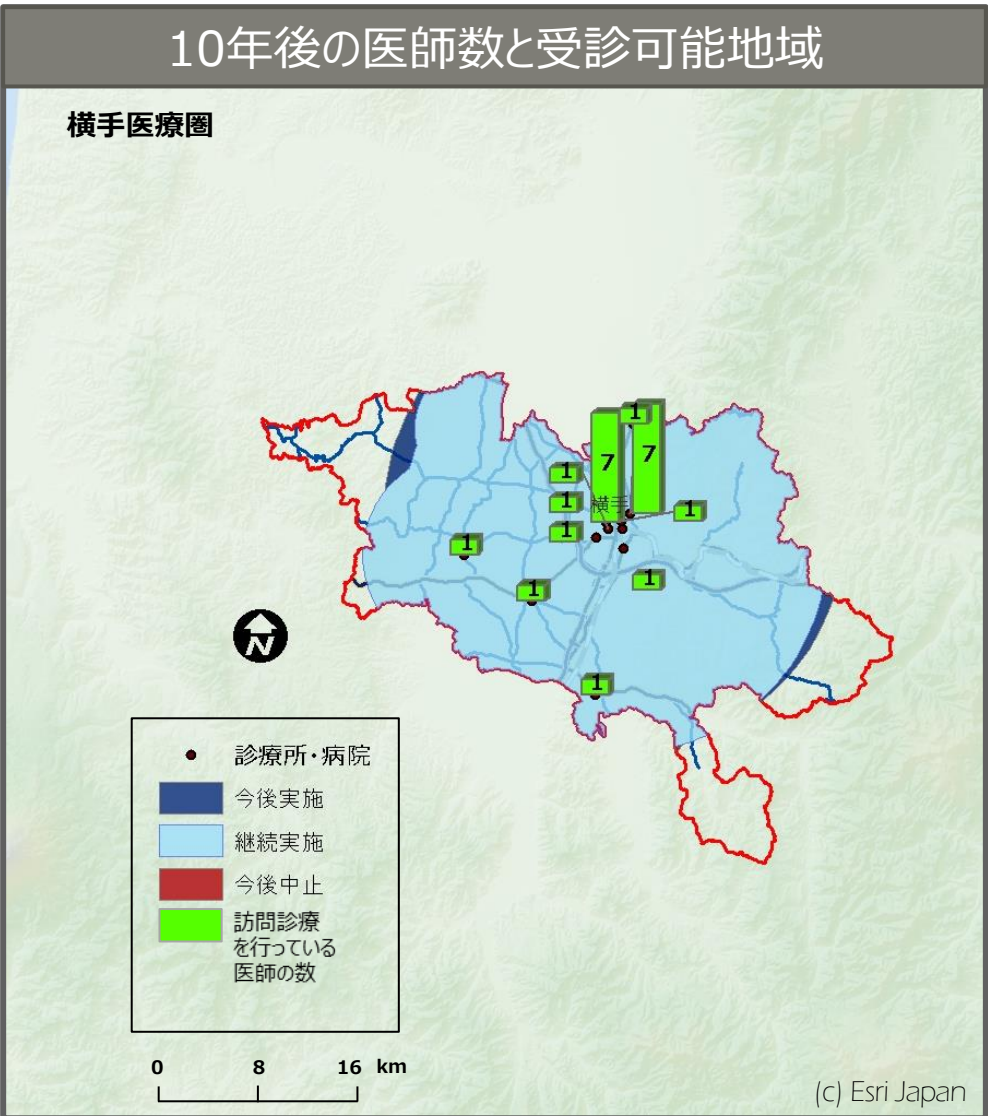 10年後の医師数と受診可能地域
横手医療圏
1
7
7
1
1
横手
1
1
1
1
1
1
1
N
診療所・病院
今後実施
継続実施
今後中止
訪問診療
を行っている
医師の数
0 8 16 km
(c) Esri Japan